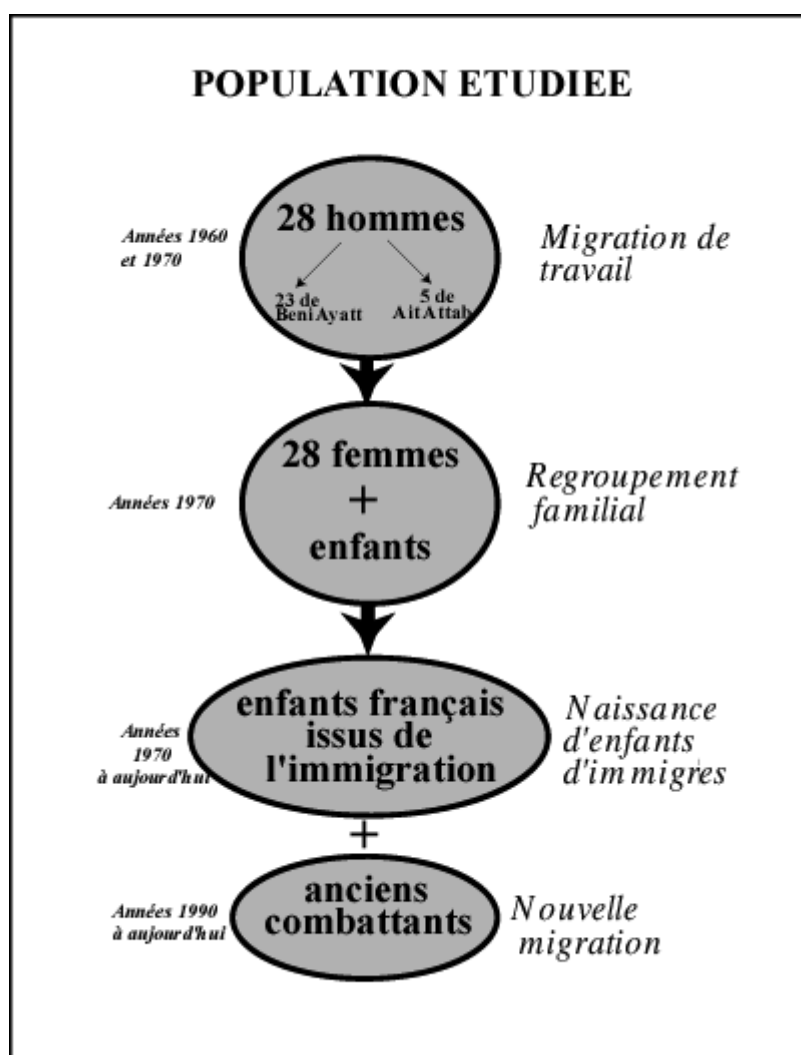 POPULATION ETUDIEE
Années 1960
et 1970
28 hommes
23 de
Beni Ayatt
5 de
Ait Attab
Migration de
travail
Années 1970
28 femmes
+
enfants
Regroupement
familial
Années
1970
à aujourd'hui
enfants français
issus de
l'immigration
Naissance
d'enfants
d'immigres
+
Années 1990
à aujourd'hui
anciens
combattants
Nouvelle
migration